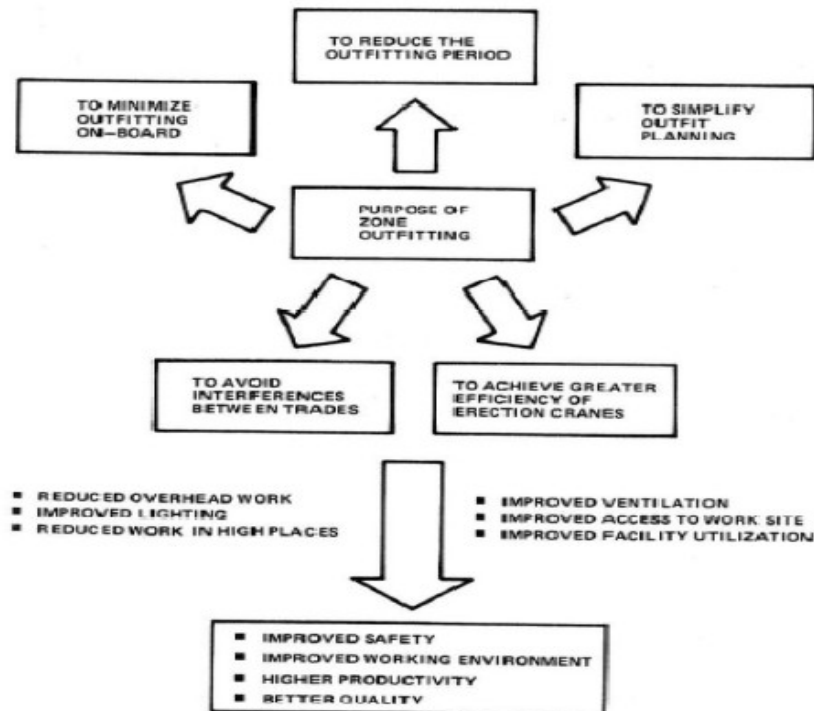 TO REDUCE THE
OUTFITTING PERIOD
TO MINIMIZE
OUTFITTING
ON-BOARD
TO SIMPLIFY
OUTFIT
PLANNING
PURPOSE OF
ZONE
OUTFITTING
TO AVOID
INTERFERENCES
BETWEEN TRADES
TO ACHIEVE GREATER
EFFICIENCY OF
ERECTION CRANES
■ REDUCED OVERHEAD WORK
■ IMPROVED LIGHTING
■ REDUCED WORK IN HIGH PLACES
■ IMPROVED VENTILATION
■ IMPROVED ACCESS TO WORK SITE
■ IMPROVED FACILITY UTILIZATION
■ IMPROVED SAFETY
■ IMPROVED WORKING ENVIRONMENT
■ HIGHER PRODUCTIVITY
■ BETTER QUALITY